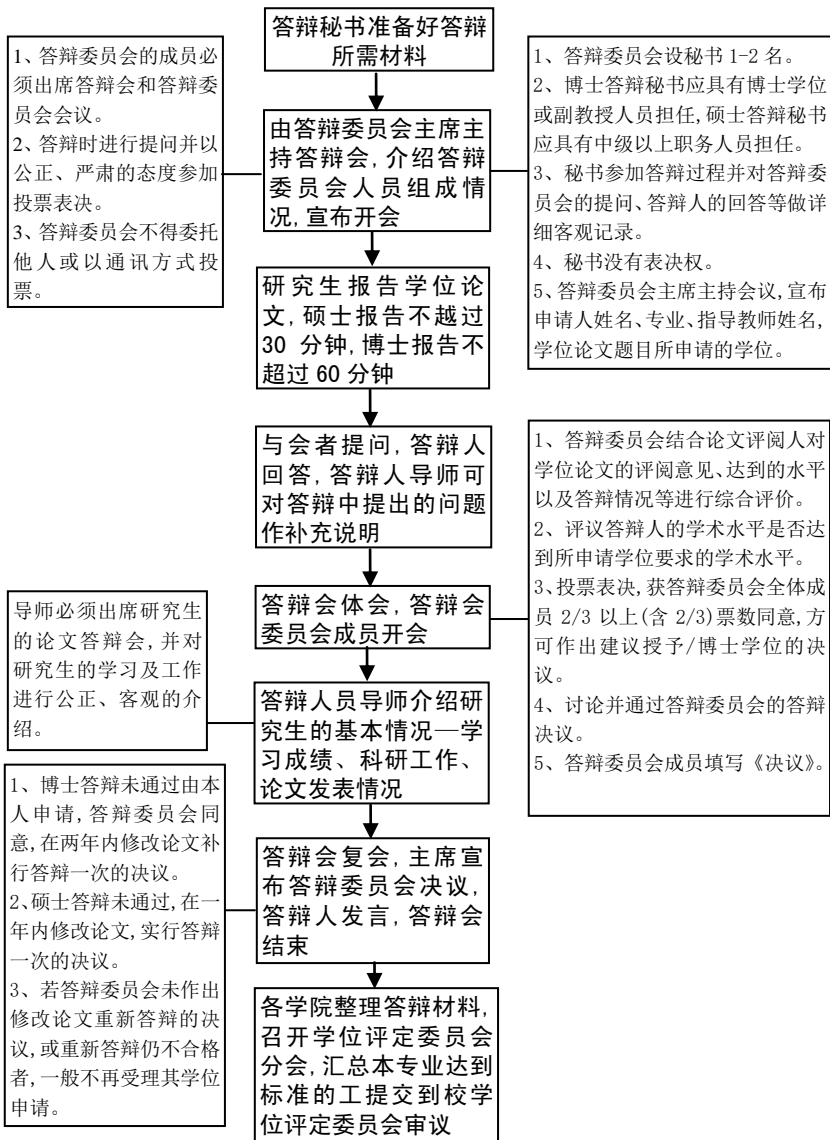 答辩秘书准备好答辩
所需材料
1、答辩委员会的成员必
须出席答辩会和答辩委
员会会议。
2、答辩时进行提问并以
公正、严肃的态度参加
投票表决。
3、答辩委员会不得委托
他人或以通讯方式投
票。
由答辩委员会主席主
持答辩会,介绍答辩
委员会人员组成情
况,宣布开会
1、答辩委员会设秘书 1-2 名。
2、博士答辩秘书应具有博士学位
或副教授人员担任,硕士答辩秘书
应具有中级以上职务人员担任。
3、秘书参加答辩过程并对答辩委
员会的提问、答辩人的回答等做详
细客观记录。
4、秘书没有表决权。
5、答辩委员会主席主持会议,宣布
申请人姓名、专业、指导教师姓名,
学位论文题目所申请的学位。
研究生报告学位论
文,硕士报告不越过
30 分钟,博士报告不
超过 60 分钟
与会者提问,答辩人
回答,答辩人导师可
对答辩中提出的问题
作补充说明
1、答辩委员会结合论文评阅人对
学位论文的评阅意见、达到的水平
以及答辩情况等进行综合评价。
2、评议答辩人的学术水平是否达
到所申请学位要求的学术水平。
3、投票表决,获答辩委员会全体成
员 2/3 以上(含 2/3)票数同意,方
可作出建议授予/博士学位的决
议。
4、讨论并通过答辩委员会的答辩
决议。
5、答辩委员会成员填写《决议》。
答辩会体会,答辩会
委员会成员开会
导师必须出席研究生
的论文答辩会,并对
研究生的学习及工作
进行公正、客观的介
绍。
答辩人员导师介绍研
究生的基本情况—学
习成绩、科研工作、
论文发表情况
1、博士答辩未通过由本
人申请,答辩委员会同
意,在两年内修改论文补
行答辩一次的决议。
2、硕士答辩未通过,在一
年内修改论文,实行答辩
一次的决议。
3、若答辩委员会未作出
修改论文重新答辩的决
议,或重新答辩仍不合格
者,一般不再受理其学位
申请。
答辩会复会,主席宣
布答辩委员会决议,
答辩人发言,答辩会
结束
各学院整理答辩材料,
召开学位评定委员会
分会,汇总本专业达到
标准的工提交到校学
位评定委员会审议